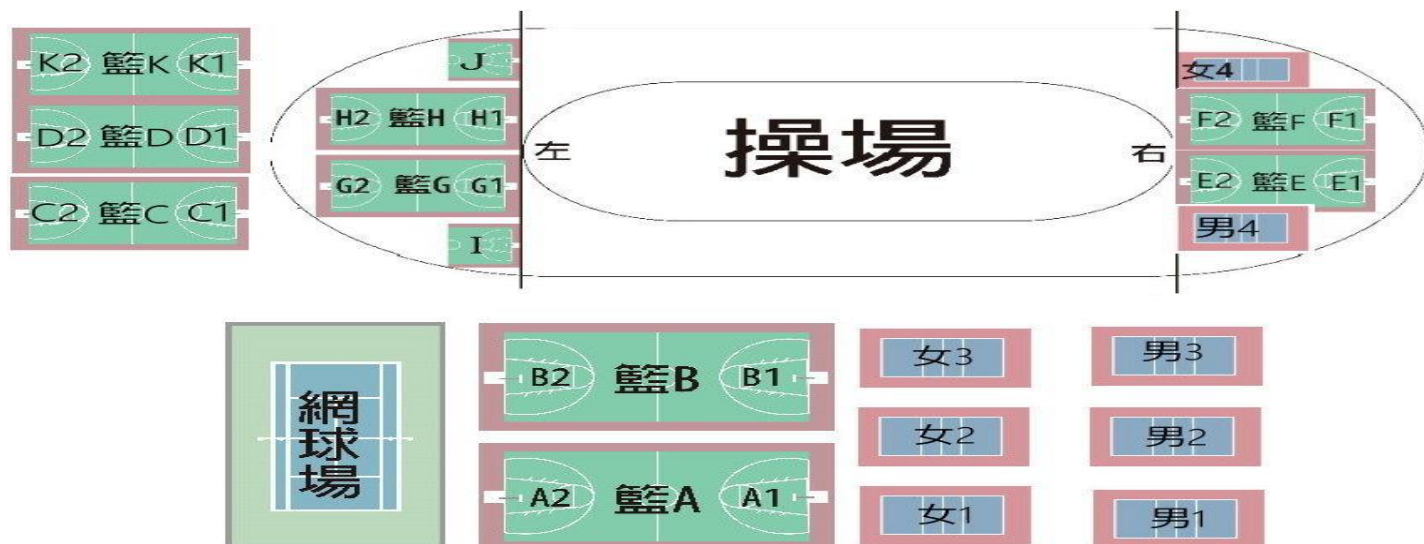 K2 籃K K1
D2 籃D D1
C2 籃C C1
J
H2 籃H H1
G2 籃G G1
I
左
操場
右
女4
F2 籃F F1
E2 籃E E1
男4
網球場
B2 籃B B1
A2 籃A A1
女3
男3
女2
男2
女1
男1